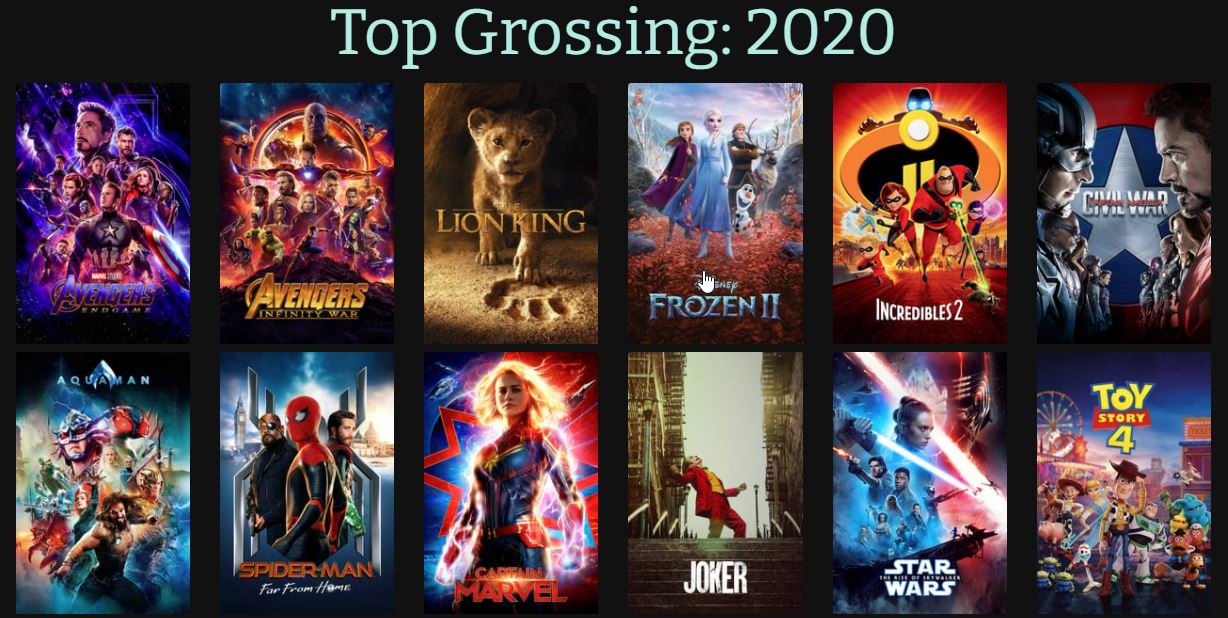 Top Grossing: 2020
MARVEL STUDIOS
AVENGERS
ENDGAME
AVENGERS
INFINITY WAR
THE
LION KING
DISNEY
FROZEN II
INCREDIBLES 2
CIVIL WAR
AQUAMAN
SPIDER-MAN
Far From Home
CAPTAIN
MARVEL
JOKER
STAR
THE RISE OF SKYWALKER
WARS
TOY
STORY
4